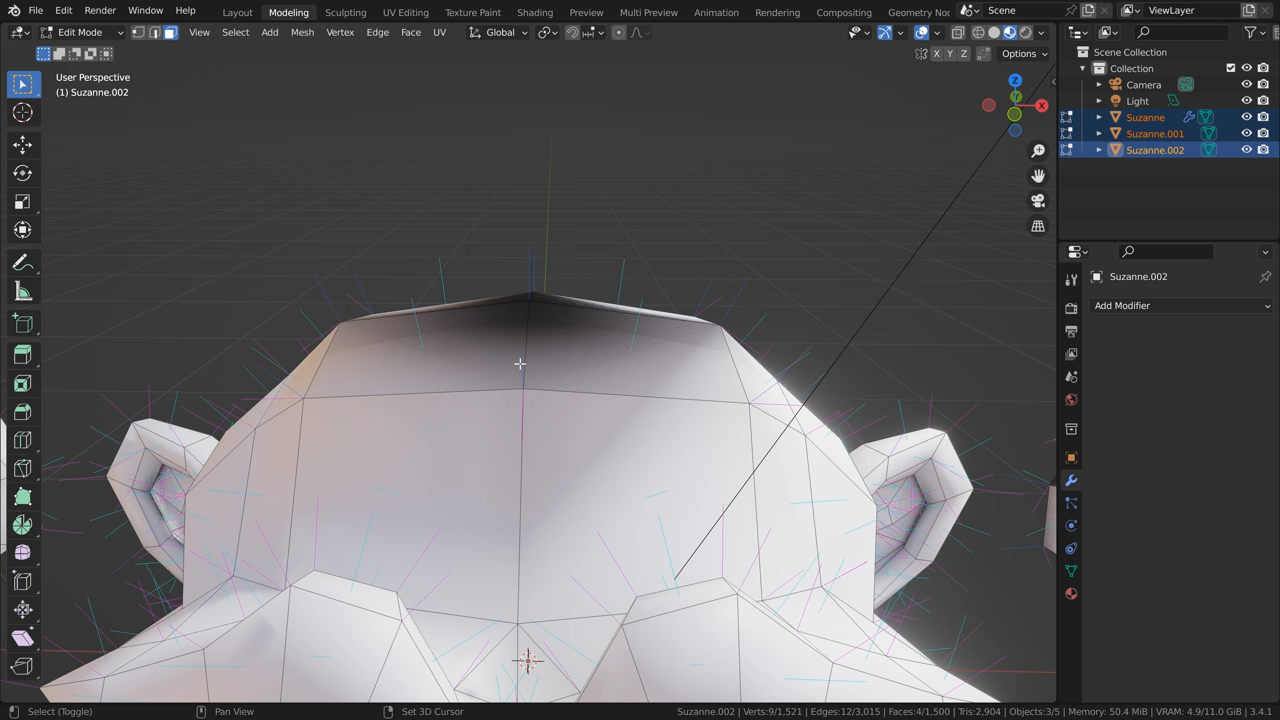 File Edit Render Window Help Layout Modeling Sculpting UV Editing Texture Paint Shading Preview Multi Preview Animation Rendering Compositing Geometry Noc Scene ViewLayer
Edit Mode View Select Add Mesh Vertex Edge Face UV Global
X Y Z Options
User Perspective
(1) Suzanne.002
Z
Y
X
Scene Collection
Collection
Camera
Light
Suzanne
Suzanne.001
Suzanne.002
Suzanne.002
Add Modifier
Select (Toggle) Pan View Set 3D Cursor Suzanne.002 | Verts:9/1,521 | Edges:12/3,015 | Faces:4/1,500 | Tris:2,904 | Objects:3/5 | Memory: 50.4 MiB | VRAM: 4.9/11.0 GiB | 3.4.1